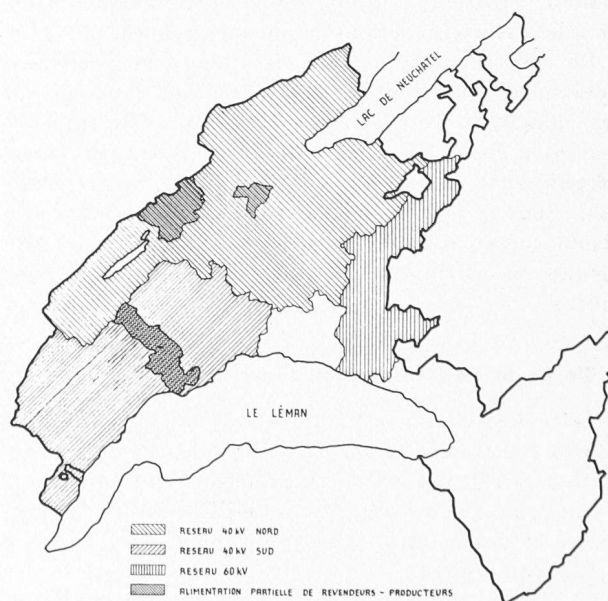 LAC DE NEUCHATEL
LE LÉMAN
RESEAU 40 kV NORD
RESEAU 40 kV SUD
RESEAU 60 kV
ALIMENTATION PARTIELLE DE REVENDEURS - PRODUCTEURS